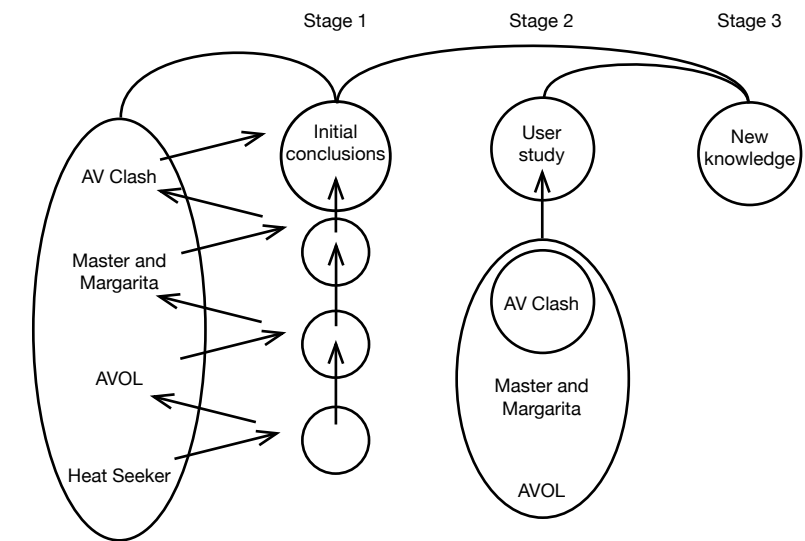 Stage 1
Stage 2
Stage 3
AV Clash
Master and
Margarita
AVOL
Heat Seeker
Initial
conclusions
User
study
AV Clash
Master and
Margarita
AVOL
New
knowledge